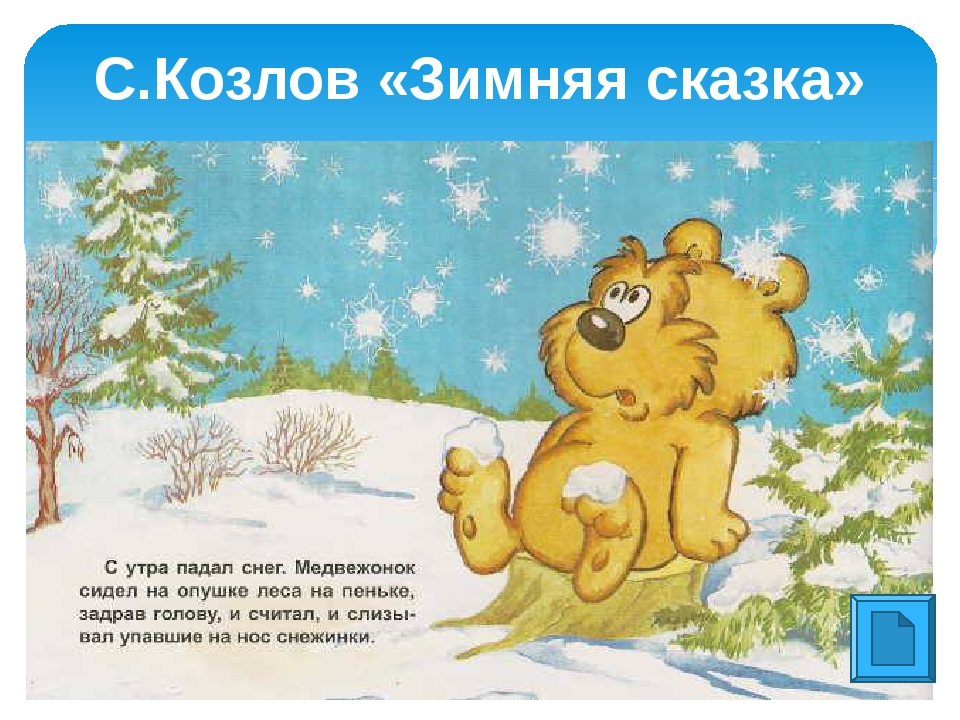 С.Козлов «Зимняя сказка»
С утра падал снег. Медвежонок
сидел на опушке леса на пеньке,
задрав голову, и считал, и слизы-
вал упавшие на нос снежинки.